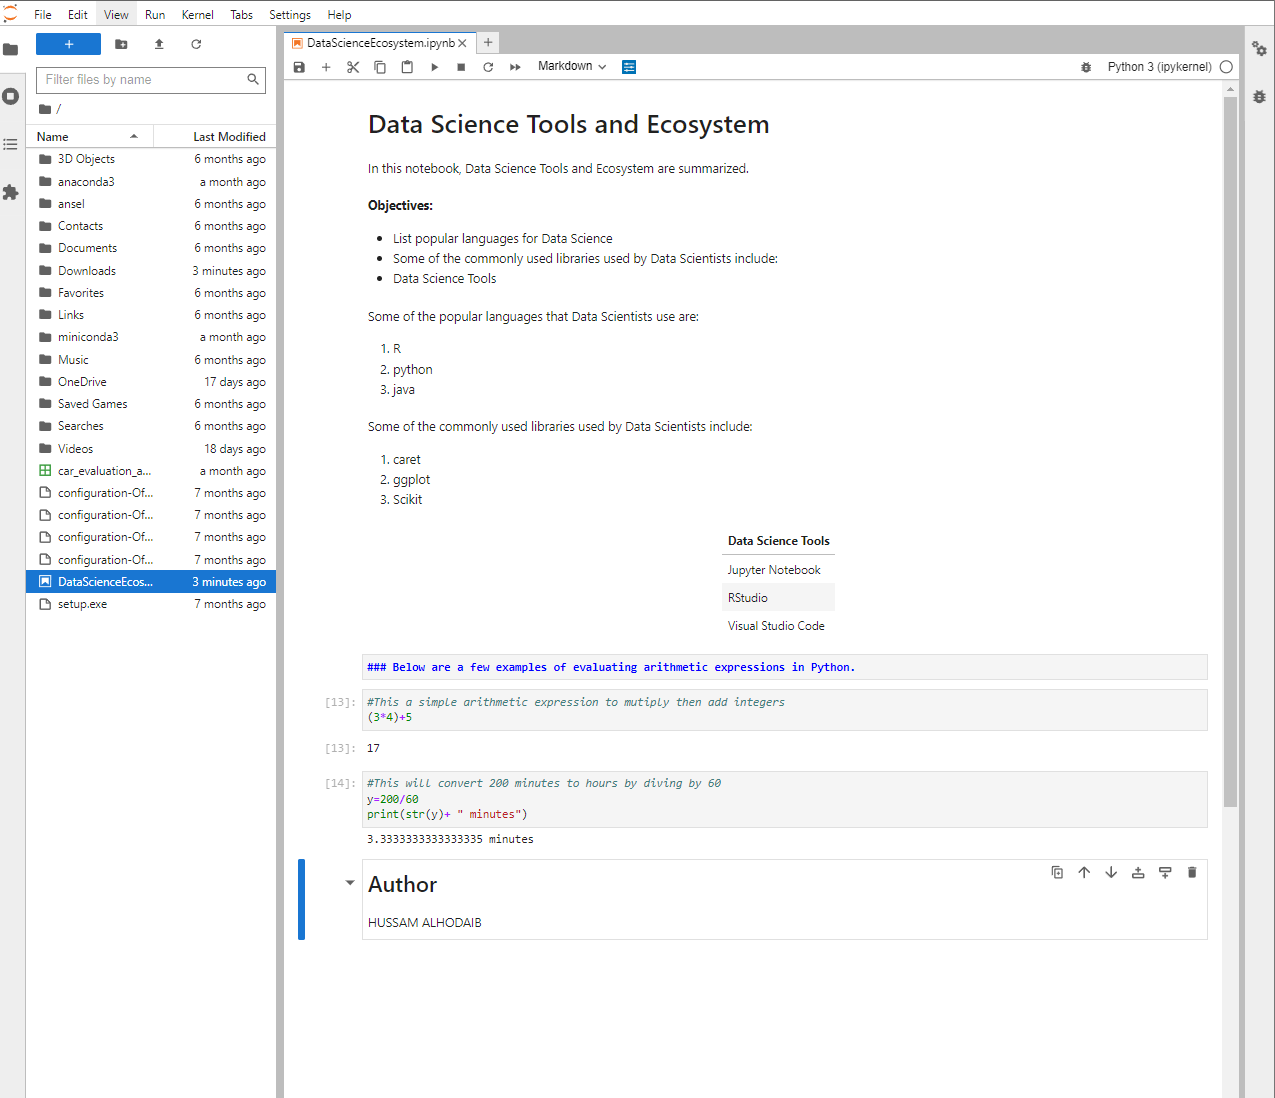 File Edit View Run Kernel Tabs Settings Help
+
Filter files by name
/
Name Last Modified
3D Objects 6 months ago
anaconda3 a month ago
ansel 6 months ago
Contacts 6 months ago
Documents 6 months ago
Downloads 3 minutes ago
Favorites 6 months ago
Links 6 months ago
miniconda3 a month ago
Music 6 months ago
OneDrive 17 days ago
Saved Games 6 months ago
Searches 6 months ago
Videos 18 days ago
car_evaluation_a... a month ago
configuration-Of... 7 months ago
configuration-Of... 7 months ago
configuration-Of... 7 months ago
configuration-Of... 7 months ago
DataScienceEcos... 3 minutes ago
setup.exe 7 months ago
DataScienceEcosystem.ipynb
Markdown
Python 3 (ipykernel)
Data Science Tools and Ecosystem
In this notebook, Data Science Tools and Ecosystem are summarized.
Objectives:
• List popular languages for Data Science
• Some of the commonly used libraries used by Data Scientists include:
• Data Science Tools
Some of the popular languages that Data Scientists use are:
1. R
2. python
3. java
Some of the commonly used libraries used by Data Scientists include:
1. caret
2. ggplot
3. Scikit
Data Science Tools
Jupyter Notebook
RStudio
Visual Studio Code
### Below are a few examples of evaluating arithmetic expressions in Python.
[13]: #This a simple arithmetic expression to mutiply then add integers
(3*4)+5
[13]: 17
[14]: #This will convert 200 minutes to hours by diving by 60
y=200/60
print(str(y)+ " minutes")
3.3333333333333335 minutes
Author
HUSSAM ALHODAIB